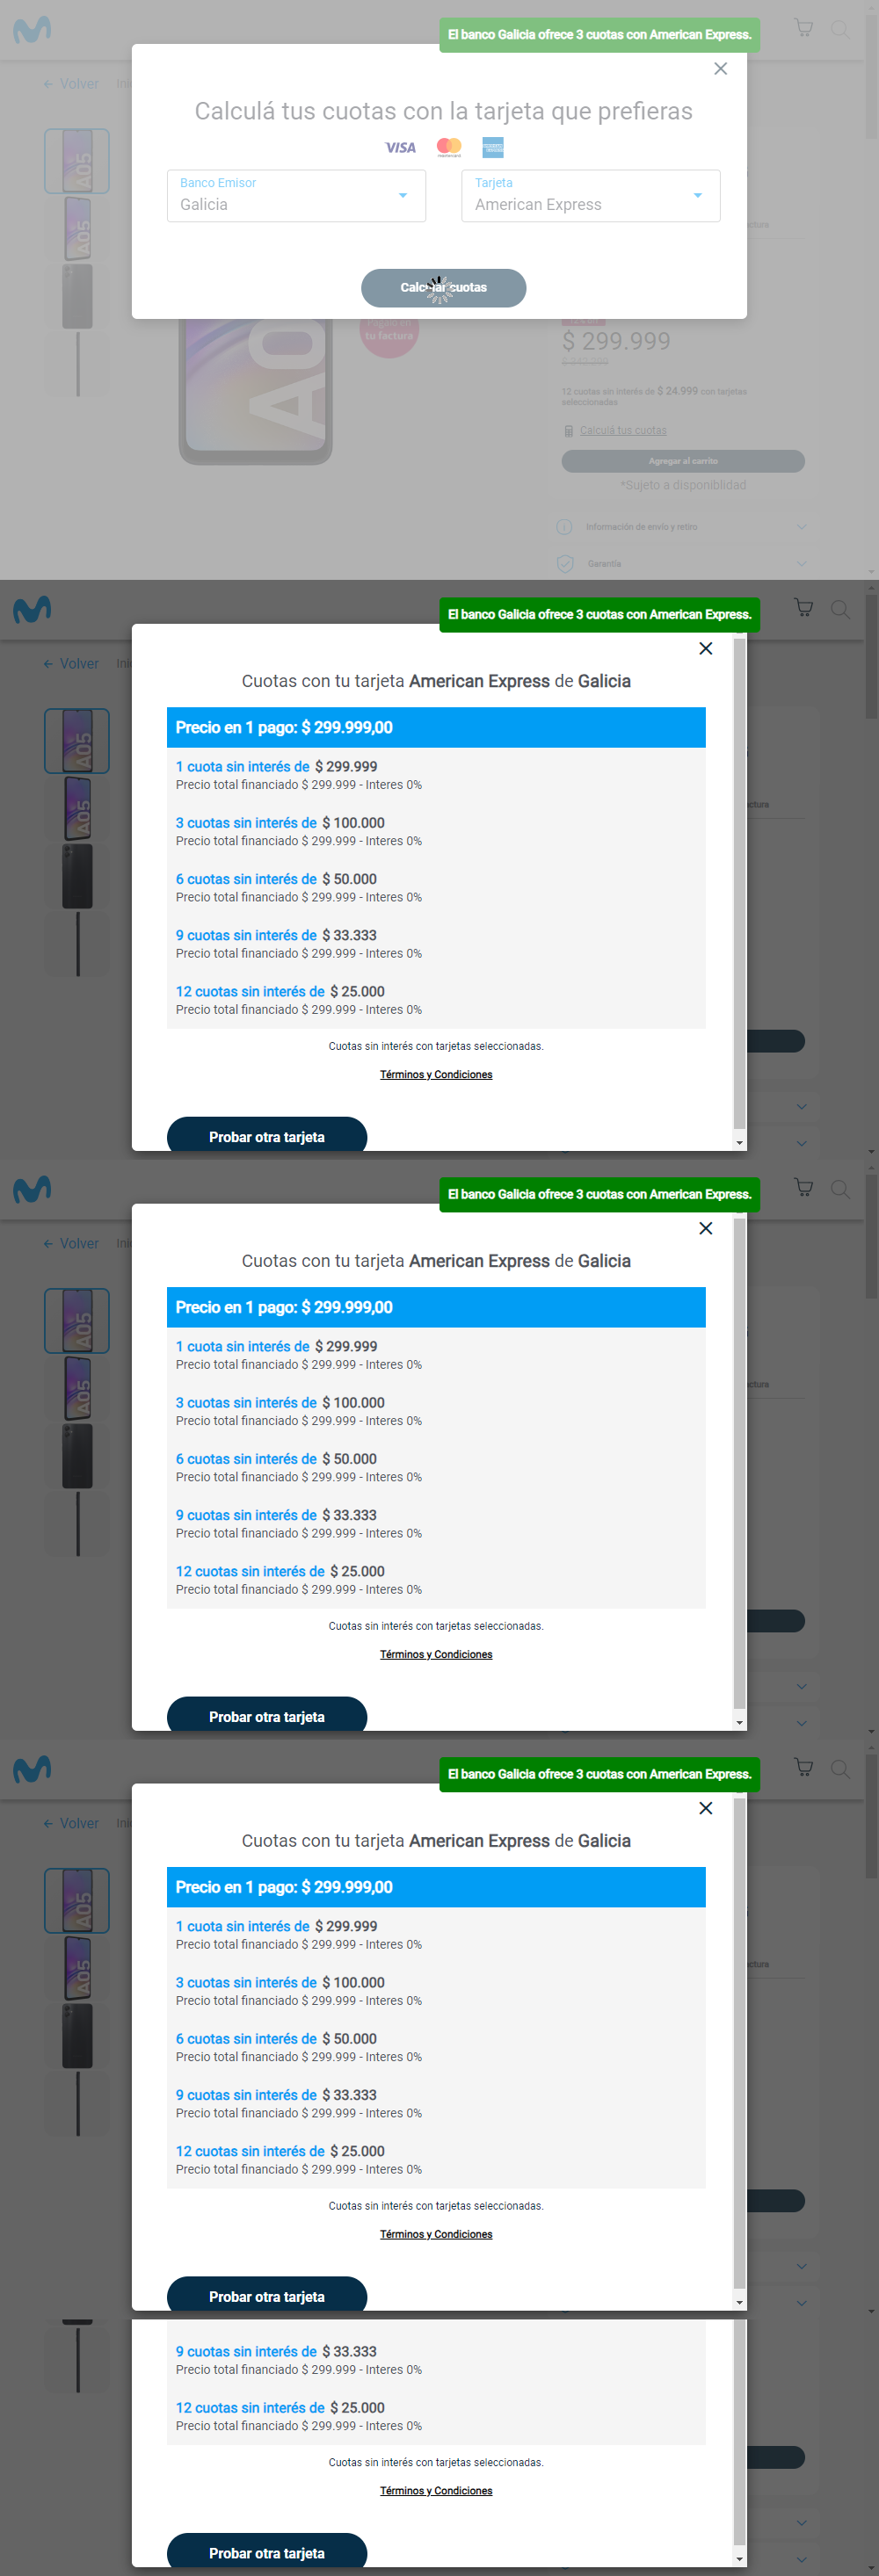 El banco Galicia ofrece 3 cuotas con American Express.
← Volver
Calculá tus cuotas con la tarjeta que prefieras
VISA
Banco Emisor
Galicia
Tarjeta
American Express
Calcular cuotas
A05
Págalo en
tu factura
$ 299.999
12 cuotas sin interés de $ 24.999 con tarjetas
seleccionadas
Calculá tus cuotas
Agregar al carrito
*Sujeto a disponiblidad
Información de envío y retiro
Garantía
El banco Galicia ofrece 3 cuotas con American Express.
← Volver
A05
A05
Cuotas con tu tarjeta American Express de Galicia
Precio en 1 pago: $ 299.999,00
1 cuota sin interés de $ 299.999
Precio total financiado $ 299.999 - Interes 0%
3 cuotas sin interés de $ 100.000
Precio total financiado $ 299.999 - Interes 0%
6 cuotas sin interés de $ 50.000
Precio total financiado $ 299.999 - Interes 0%
9 cuotas sin interés de $ 33.333
Precio total financiado $ 299.999 - Interes 0%
12 cuotas sin interés de $ 25.000
Precio total financiado $ 299.999 - Interes 0%
Cuotas sin interés con tarjetas seleccionadas.
Términos y Condiciones
Probar otra tarjeta
El banco Galicia ofrece 3 cuotas con American Express.
← Volver
A05
A05
Cuotas con tu tarjeta American Express de Galicia
Precio en 1 pago: $ 299.999,00
1 cuota sin interés de $ 299.999
Precio total financiado $ 299.999 - Interes 0%
3 cuotas sin interés de $ 100.000
Precio total financiado $ 299.999 - Interes 0%
6 cuotas sin interés de $ 50.000
Precio total financiado $ 299.999 - Interes 0%
9 cuotas sin interés de $ 33.333
Precio total financiado $ 299.999 - Interes 0%
12 cuotas sin interés de $ 25.000
Precio total financiado $ 299.999 - Interes 0%
Cuotas sin interés con tarjetas seleccionadas.
Términos y Condiciones
Probar otra tarjeta
El banco Galicia ofrece 3 cuotas con American Express.
← Volver
A05
A05
Cuotas con tu tarjeta American Express de Galicia
Precio en 1 pago: $ 299.999,00
1 cuota sin interés de $ 299.999
Precio total financiado $ 299.999 - Interes 0%
3 cuotas sin interés de $ 100.000
Precio total financiado $ 299.999 - Interes 0%
6 cuotas sin interés de $ 50.000
Precio total financiado $ 299.999 - Interes 0%
9 cuotas sin interés de $ 33.333
Precio total financiado $ 299.999 - Interes 0%
12 cuotas sin interés de $ 25.000
Precio total financiado $ 299.999 - Interes 0%
Cuotas sin interés con tarjetas seleccionadas.
Términos y Condiciones
Probar otra tarjeta
9 cuotas sin interés de $ 33.333
Precio total financiado $ 299.999 - Interes 0%
12 cuotas sin interés de $ 25.000
Precio total financiado $ 299.999 - Interes 0%
Cuotas sin interés con tarjetas seleccionadas.
Términos y Condiciones
Probar otra tarjeta